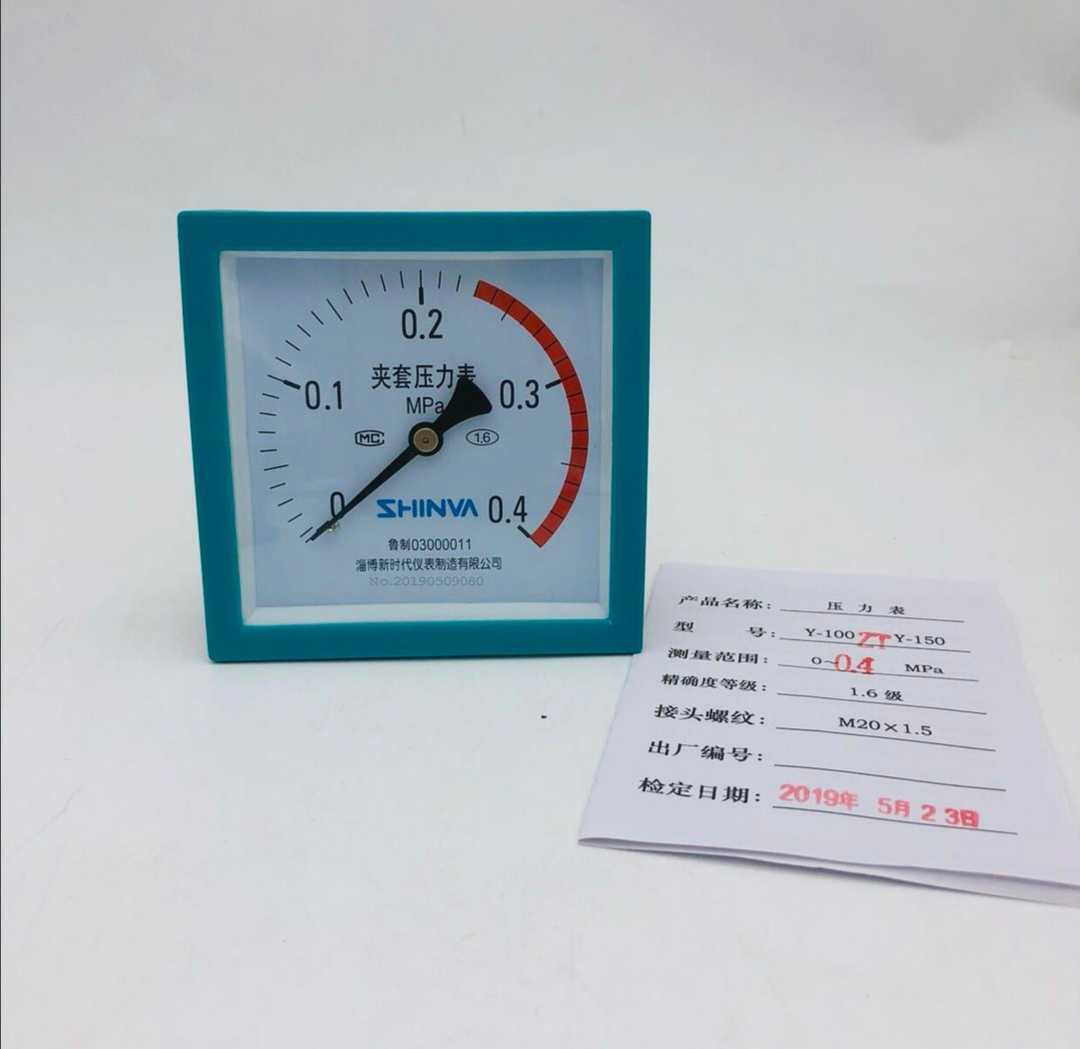 0.2
0.1
0.3
夹套压力表
MPa
MC
1.6
0
SHINVA
0.4
鲁制03000011
淄博新时代仪表制造有限公司
No.20190509080
产品名称: 压力表
型 号: Y-100 ZT Y-150
测量范围: 0~0.4 MPa
精确度等级: 1.6 级
接头螺纹: M20×1.5
出厂编号:
检定日期: 2019年 5月 2 3日